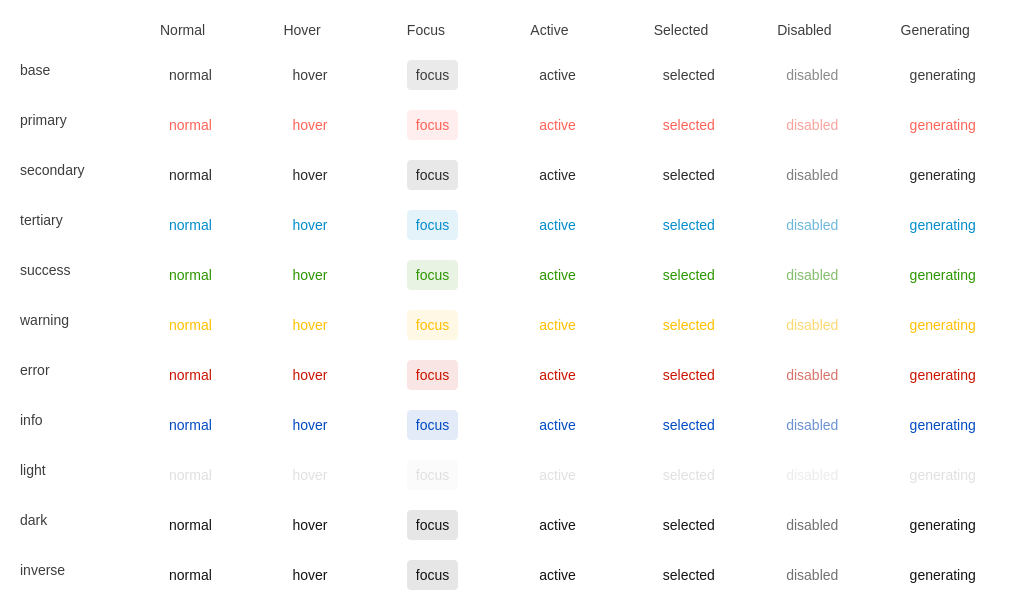 Normal Hover Focus Active Selected Disabled Generating
base normal hover focus active selected disabled generating
primary normal hover focus active selected disabled generating
secondary normal hover focus active selected disabled generating
tertiary normal hover focus active selected disabled generating
success normal hover focus active selected disabled generating
warning normal hover focus active selected disabled generating
error normal hover focus active selected disabled generating
info normal hover focus active selected disabled generating
light normal hover focus active selected disabled generating
dark normal hover focus active selected disabled generating
inverse normal hover focus active selected disabled generating